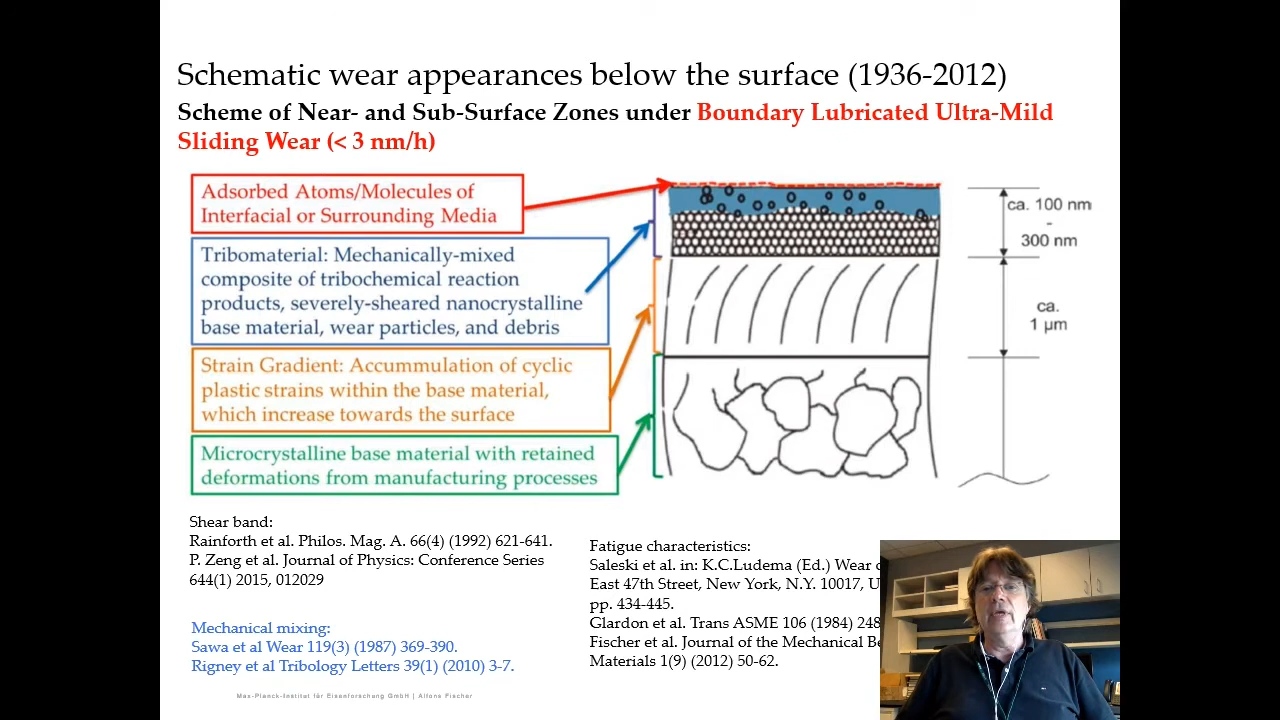 Schematic wear appearances below the surface (1936-2012)
Scheme of Near- and Sub-Surface Zones under Boundary Lubricated Ultra-Mild
Sliding Wear (< 3 nm/h)
Adsorbed Atoms/Molecules of
Interfacial or Surrounding Media
Tribomaterial: Mechanically-mixed
composite of tribochemical reaction
products, severely-sheared nanocrystalline
base material, wear particles, and debris
Strain Gradient: Accummulation of cyclic
plastic strains within the base material,
which increase towards the surface
Microcrystalline base material with retained
deformations from manufacturing processes
ca. 100 nm
-
300 nm
ca.
1 µm
Shear band:
Rainforth et al. Philos. Mag. A. 66(4) (1992) 621-641.
P. Zeng et al. Journal of Physics: Conference Series
644(1) 2015, 012029
Mechanical mixing:
Sawa et al Wear 119(3) (1987) 369-390.
Rigney et al Tribology Letters 39(1) (2010) 3-7.
Fatigue characteristics:
Saleski et al. in: K.C.Ludema (Ed.) Wear
East 47th Street, New York, N.Y. 10017,
pp. 434-445.
Glardon et al. Trans ASME 106 (1984) 248
Fischer et al. Journal of the Mechanical
Materials 1(9) (2012) 50-62.
Max-Planck-Institut für Eisenforschung GmbH | Alfons Fischer